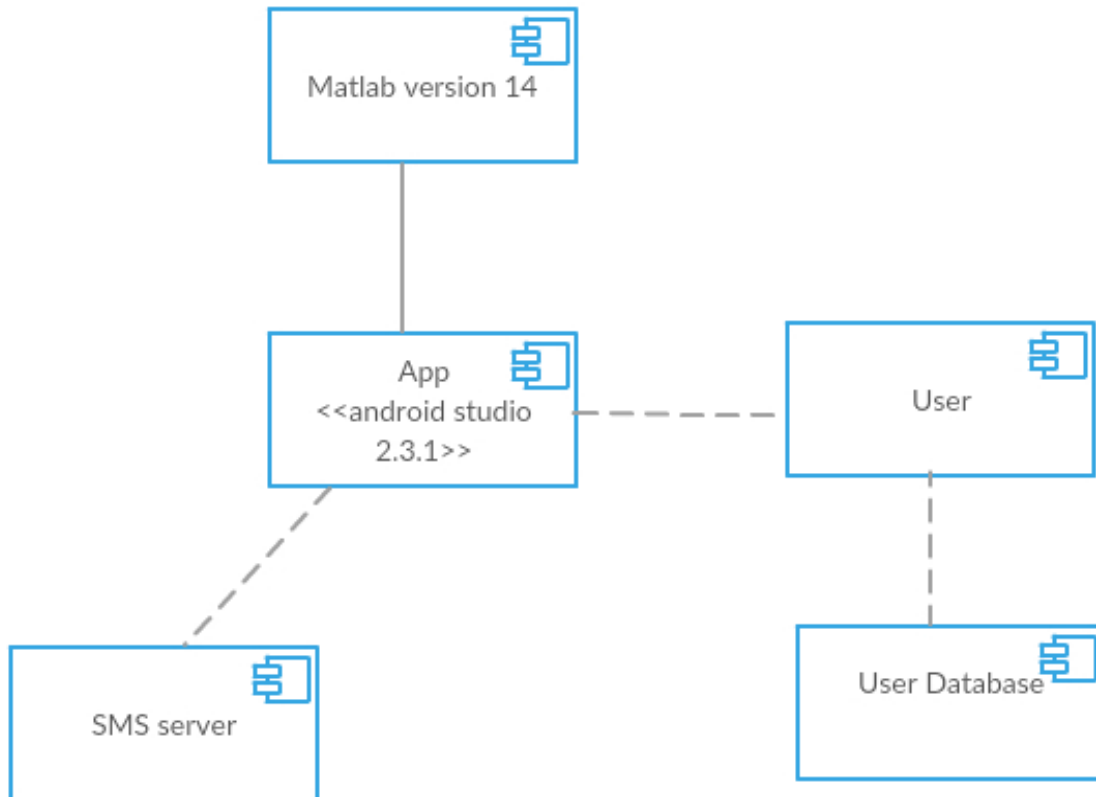 Matlab version 14
App
<<android studio
2.3.1>>
User
User Database
SMS server